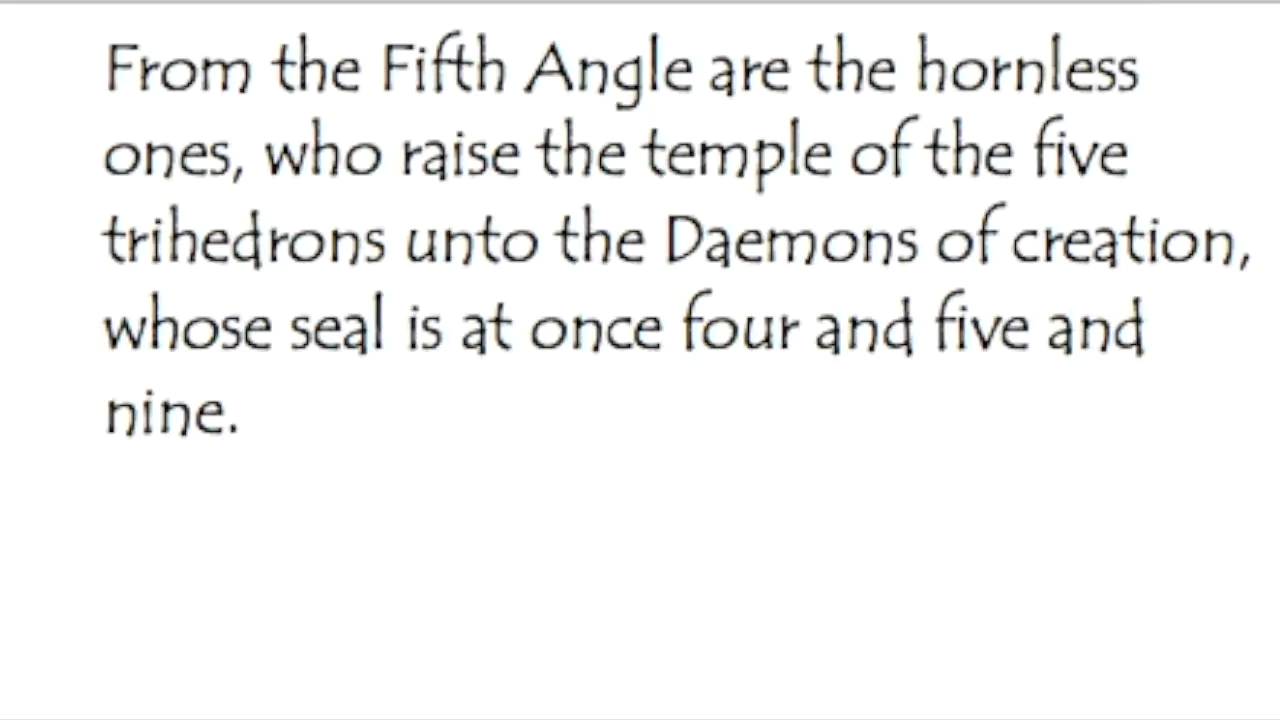 From the Fifth Angle are the hornless
ones, who raise the temple of the five
trihedrons unto the Daemons of creation,
whose seal is at once four and five and
nine.